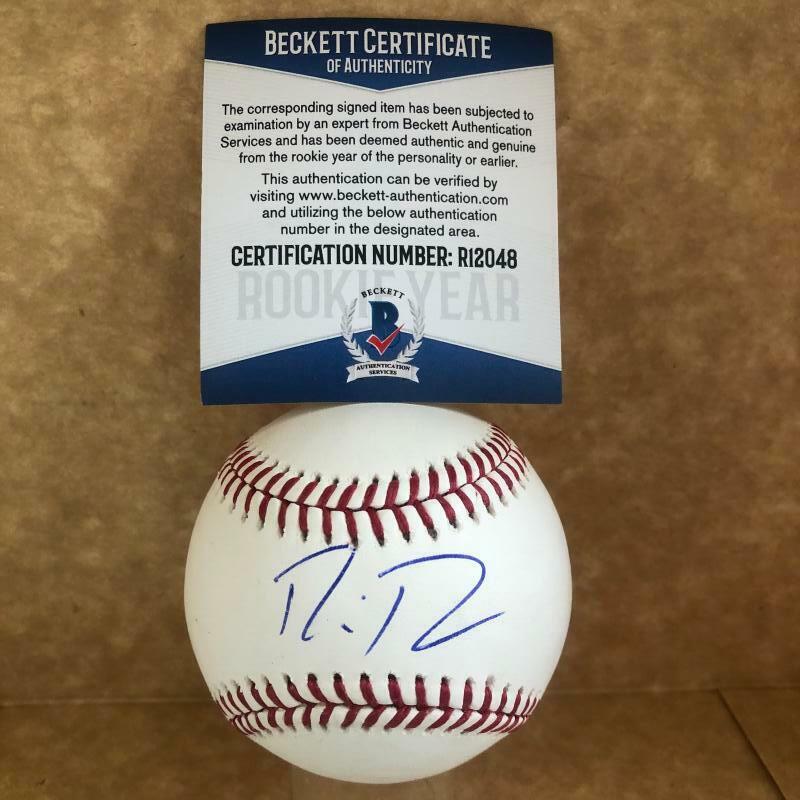 BECKETT CERTIFICATE
OF AUTHENTICITY
The corresponding signed item has been subjected to
examination by an expert from Beckett Authentication
Services and has been deemed authentic and genuine
from the rookie year of the personality or earlier.
This authentication can be verified by
visiting www.beckett-authentication.com
and utilizing the below authentication
number in the designated area.
CERTIFICATION NUMBER: R12048
ROOKIE YEAR
BECKETT
B
AUTHENTICATION
SERVICES